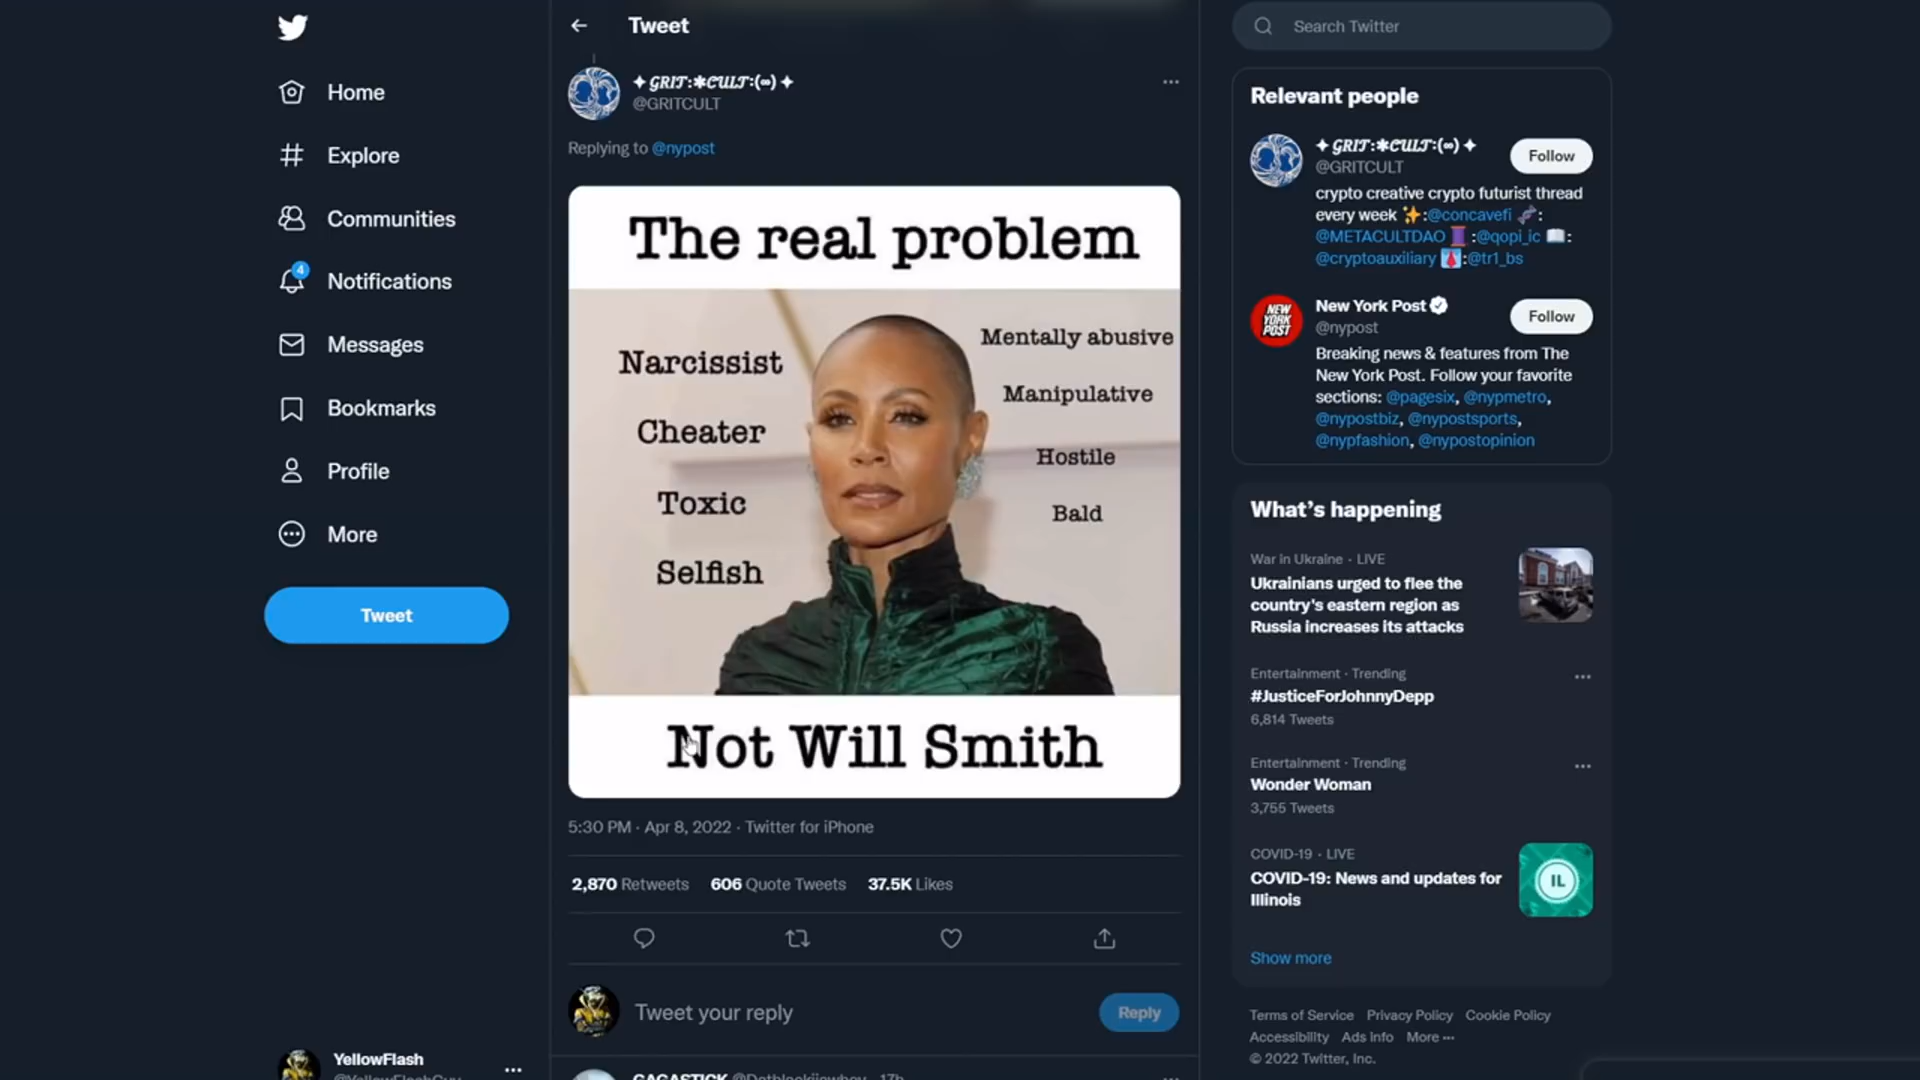 Home
Explore
Communities
4
Notifications
Messages
Bookmarks
Profile
More
Tweet
YellowFlash
Tweet
✦ GRIT:✱CULT:(∞) ✦
@GRITCULT
Replying to @nypost
The real problem
Narcissist
Cheater
Toxic
Selfish
Mentally abusive
Manipulative
Hostile
Bald
Not Will Smith
5:30 PM · Apr 8, 2022 · Twitter for iPhone
2,870 Retweets 606 Quote Tweets 37.5K Likes
Tweet your reply
Reply
Search Twitter
Relevant people
✦ GRIT:✱CULT:(∞) ✦
@GRITCULT
Follow
crypto creative crypto futurist thread
every week ✨:@concavefi 🧬:
@METACULTDAO 🧵:@qopi_ic 📖:
@cryptoauxiliary :@tr1_bs
NEW
YORK
POST
New York Post
@nypost
Follow
Breaking news & features from The
New York Post. Follow your favorite
sections: @pagesix, @nypmetro,
@nypostbiz, @nypostsports,
@nypfashion, @nypostopinion
What's happening
War in Ukraine · LIVE
Ukrainians urged to flee the
country's eastern region as
Russia increases its attacks
Entertainment · Trending
#JusticeForJohnnyDepp
6,814 Tweets
Entertainment · Trending
Wonder Woman
3,755 Tweets
COVID-19 · LIVE
COVID-19: News and updates for
Illinois
IL
Show more
Terms of Service Privacy Policy Cookie Policy
Accessibility Ads info More ···
© 2022 Twitter, Inc.